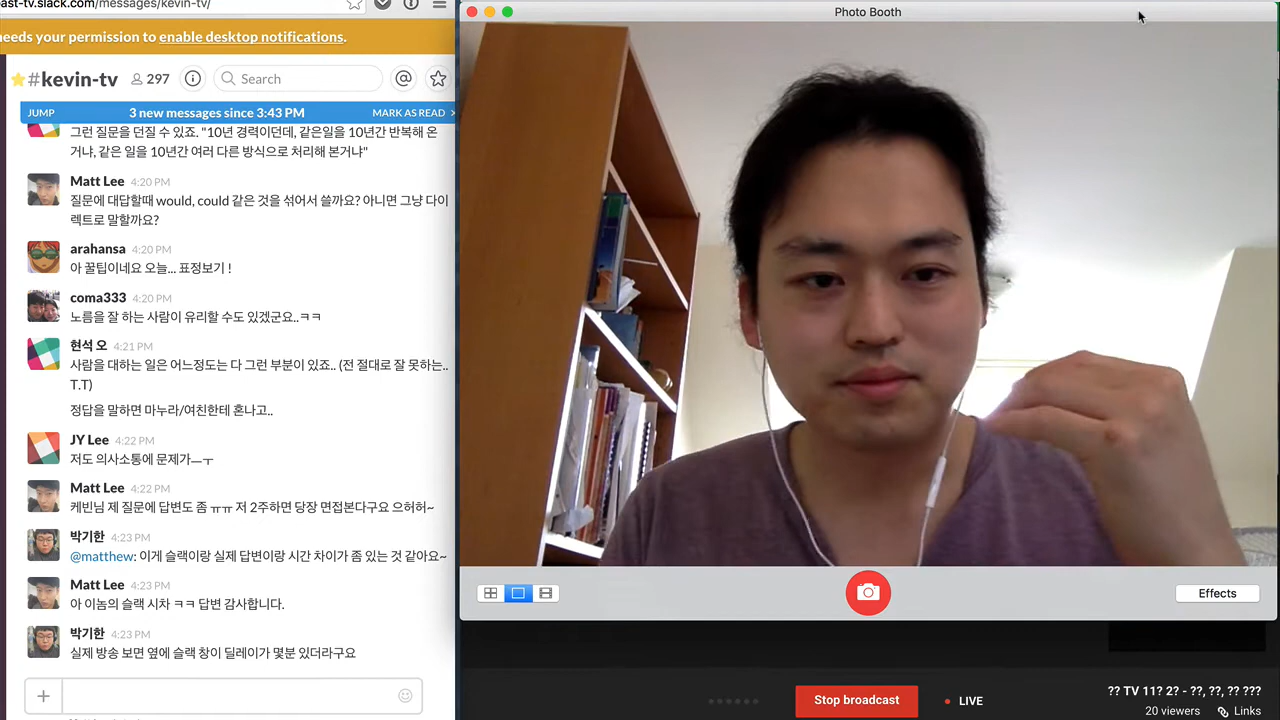 ast-tv.slack.com/messages/kevin-tv/
eeds your permission to enable desktop notifications.
#kevin-tv
297
Search
JUMP
3 new messages since 3:43 PM
MARK AS READ
그런 질문을 던질 수 있죠. "10년 경력이던데, 같은일을 10년간 반복해 온
거냐, 같은 일을 10년간 여러 다른 방식으로 처리해 본거냐"
Matt Lee 4:20 PM
질문에 대답할때 would, could 같은 것을 섞어서 쓸까요? 아니면 그냥 다이
렉트로 말할까요?
arahansa 4:20 PM
아 꿀팁이네요 오늘... 표정보기 !
coma333 4:20 PM
노름을 잘 하는 사람이 유리할 수도 있겠군요..ㅋㅋ
현석 오 4:21 PM
사람을 대하는 일은 어느정도는 다 그런 부분이 있죠.. (전 절대로 잘 못하는..
T.T)
정답을 말하면 마누라/여친한테 혼나고..
JY Lee 4:22 PM
저도 의사소통에 문제가ㅡㅜ
Matt Lee 4:22 PM
케빈님 제 질문에 답변도 좀 ㅠㅠ 저 2주하면 당장 면접본다구요 으허허~
박기한 4:23 PM
@matthew: 이게 슬랙이랑 실제 답변이랑 시간 차이가 좀 있는 것 같아요~
Matt Lee 4:23 PM
아 이놈의 슬랙 시차 ㅋㅋ 답변 감사합니다.
박기한 4:23 PM
실제 방송 보면 옆에 슬랙 창이 딜레이가 몇분 있더라구요
Photo Booth
Effects
Stop broadcast
LIVE
?? TV 11? 2? - ??, ??, ?? ???
20 viewers
Links